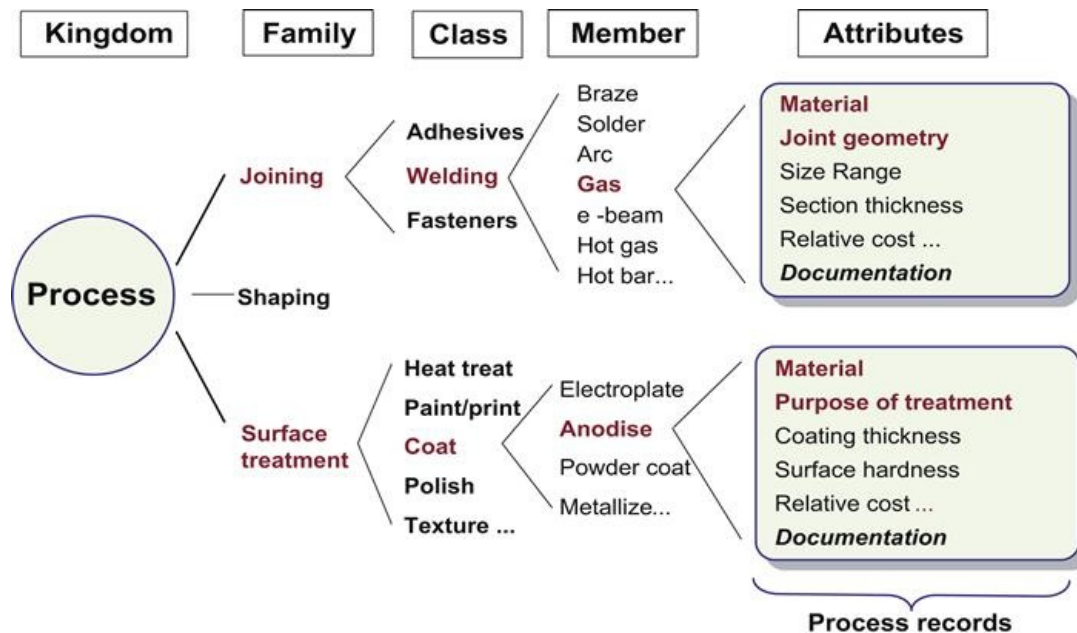 Kingdom
Family
Class
Member
Attributes
Process
Joining
Shaping
Surface
treatment
Adhesives
Welding
Fasteners
Braze
Solder
Arc
Gas
e -beam
Hot gas
Hot bar...
Material
Joint geometry
Size Range
Section thickness
Relative cost ...
Documentation
Heat treat
Paint/print
Coat
Polish
Texture ...
Electroplate
Anodise
Powder coat
Metallize...
Material
Purpose of treatment
Coating thickness
Surface hardness
Relative cost ...
Documentation
Process records